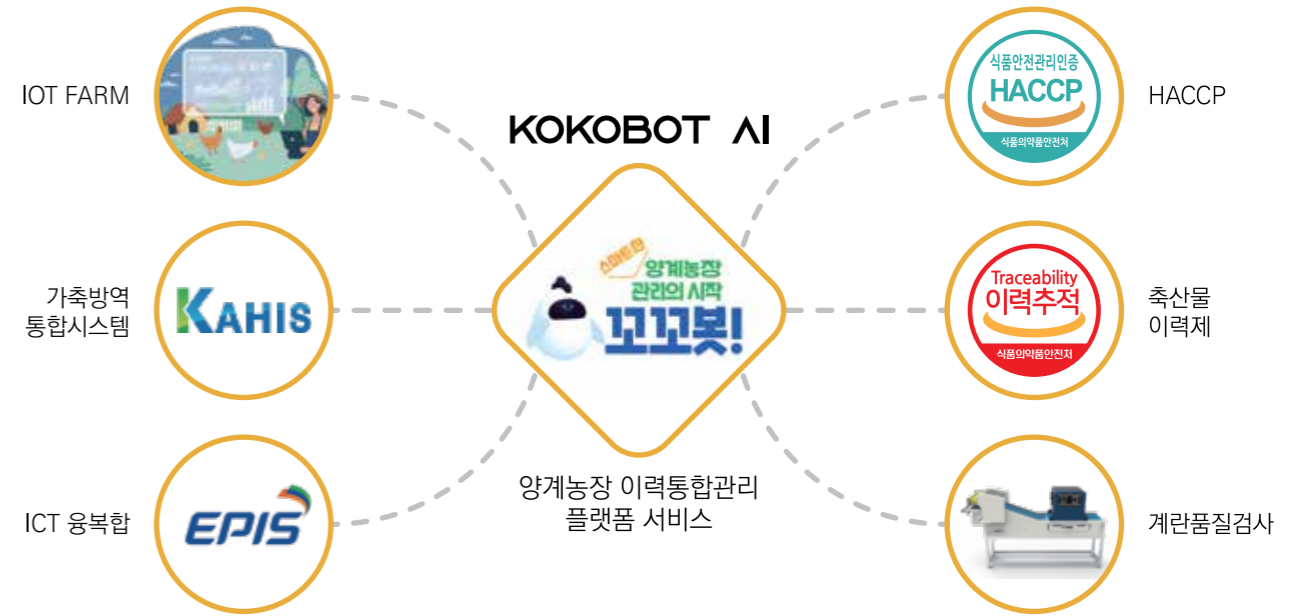 IOT FARM
가축방역
통합시스템
KAHIS
ICT 융복합
EPIS
KOKOBOT AI
스마트한
양계농장
관리의 시작
꼬꼬봇!
양계농장 이력통합관리
플랫폼 서비스
식품안전관리인증
HACCP
식품의약품안전처
HACCP
Traceability
이력추적
식품의약품안전처
축산물
이력제
계란품질검사